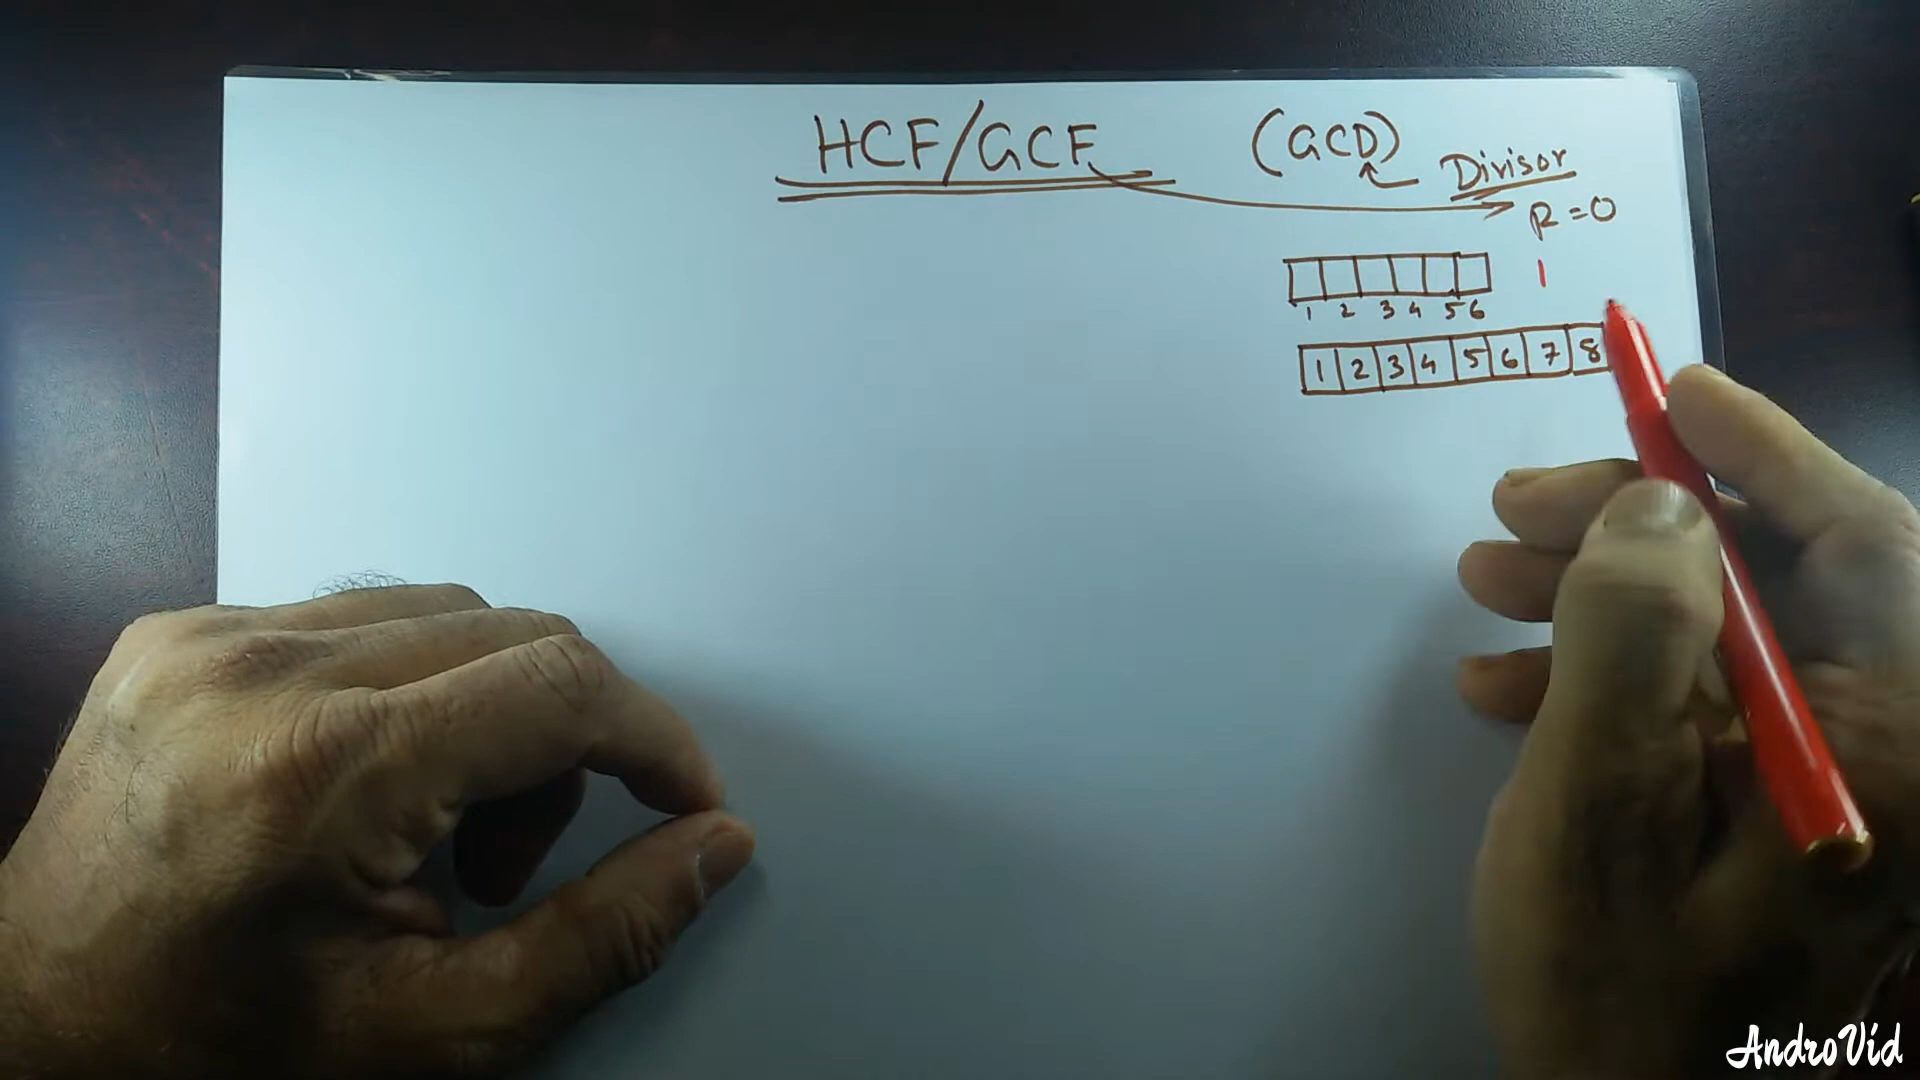 HCF/GCF (GCD)
Divisor
R = 0
1
1 2 3 4 5 6
1 2 3 4 5 6 7 8
AndroVid